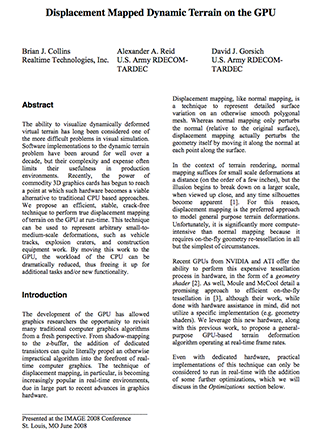 Displacement Mapped Dynamic Terrain on the GPU
Brian J. Collins
Realtime Technologies, Inc.
Alexander A. Reid
U.S. Army RDECOM-
TARDEC
David J. Gorsich
U.S. Army RDECOM-
TARDEC
Abstract
The ability to visualize dynamically deformed
virtual terrain has long been considered one of
the more difficult problems in visual simulation.
Software implementations to the dynamic terrain
problem have been around for well over a
decade, but their complexity and expense often
limits their usefulness in production
environments. Recently, the power of
commodity 3D graphics cards has begun to reach
a point at which such hardware becomes a viable
alternative to traditional CPU based approaches.
We propose an efficient, stable, crack-free
technique to perform true displacement mapping
of terrain on the GPU at run-time. This technique
can be used to represent arbitrary small-to-
medium-scale deformations, such as vehicle
tracks, explosion craters, and construction
equipment work. By moving this work to the
GPU, the workload of the CPU can be
dramatically reduced, thus freeing it up for
additional tasks and/or new functionality.
Introduction
The development of the GPU has allowed
graphics researchers the opportunity to revisit
many traditional computer graphics algorithms
from a fresh perspective. From shadow-mapping
to the z-buffer, the addition of dedicated
transistors can quite literally propel an otherwise
impractical algorithm into the forefront of real-
time computer graphics. The technique of
displacement mapping, in particular, is becoming
increasingly popular in real-time environments,
due in large part to recent advances in graphics
hardware.
Presented at the IMAGE 2008 Conference
St. Louis, MO June 2008
Displacement mapping, like normal mapping, is
a technique to represent detailed surface
variation on an otherwise smooth polygonal
mesh. Whereas normal mapping only perturbs
the normal (relative to the original surface),
displacement mapping actually perturbs the
geometry itself by moving it along the normal at
each point along the surface.
In the context of terrain rendering, normal
mapping suffices for small scale deformations at
a distance (on the order of a few inches), but the
illusion begins to break down on a larger scale,
when viewed up close, and any time silhouettes
become apparent [1]. For this reason,
displacement mapping is the preferred approach
to model general purpose terrain deformations.
Unfortunately, it is significantly more compute-
intensive than normal mapping because it
requires on-the-fly geometry re-tessellation in all
but the simplest of circumstances.
Recent GPUs from NVIDIA and ATI offer the
ability to perform this expensive tessellation
process in hardware, in the form of a geometry
shader [2]. As well, Moule and McCool detail a
promising approach to efficient on-the-fly
tessellation in [3], although their work, while
done with hardware assistance in mind, did not
utilize a specific implementation (e.g. geometry
shaders). We leverage this new hardware, along
with this previous work, to propose a general-
purpose GPU-based terrain deformation
algorithm operating at real-time frame rates.
Even with dedicated hardware, practical
implementations of this technique can only be
considered to run in real-time with the addition
of some further optimizations, which we will
discuss in the Optimizations section below.